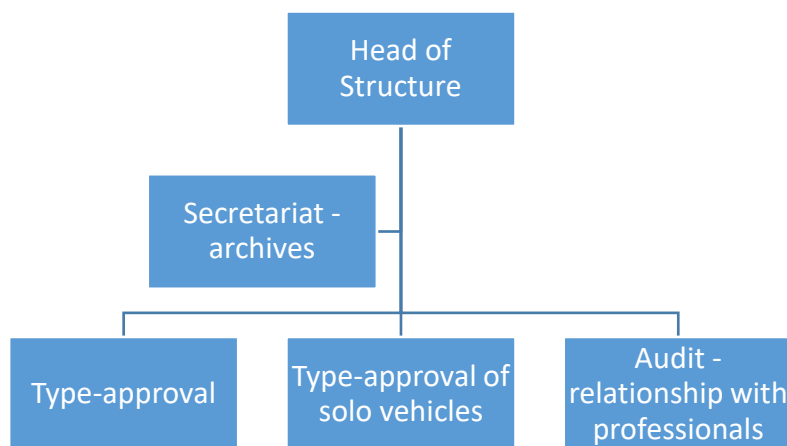 Head of
Structure
Secretariat -
archives
Type-approval
Type-approval of
solo vehicles
Audit -
relationship with
professionals